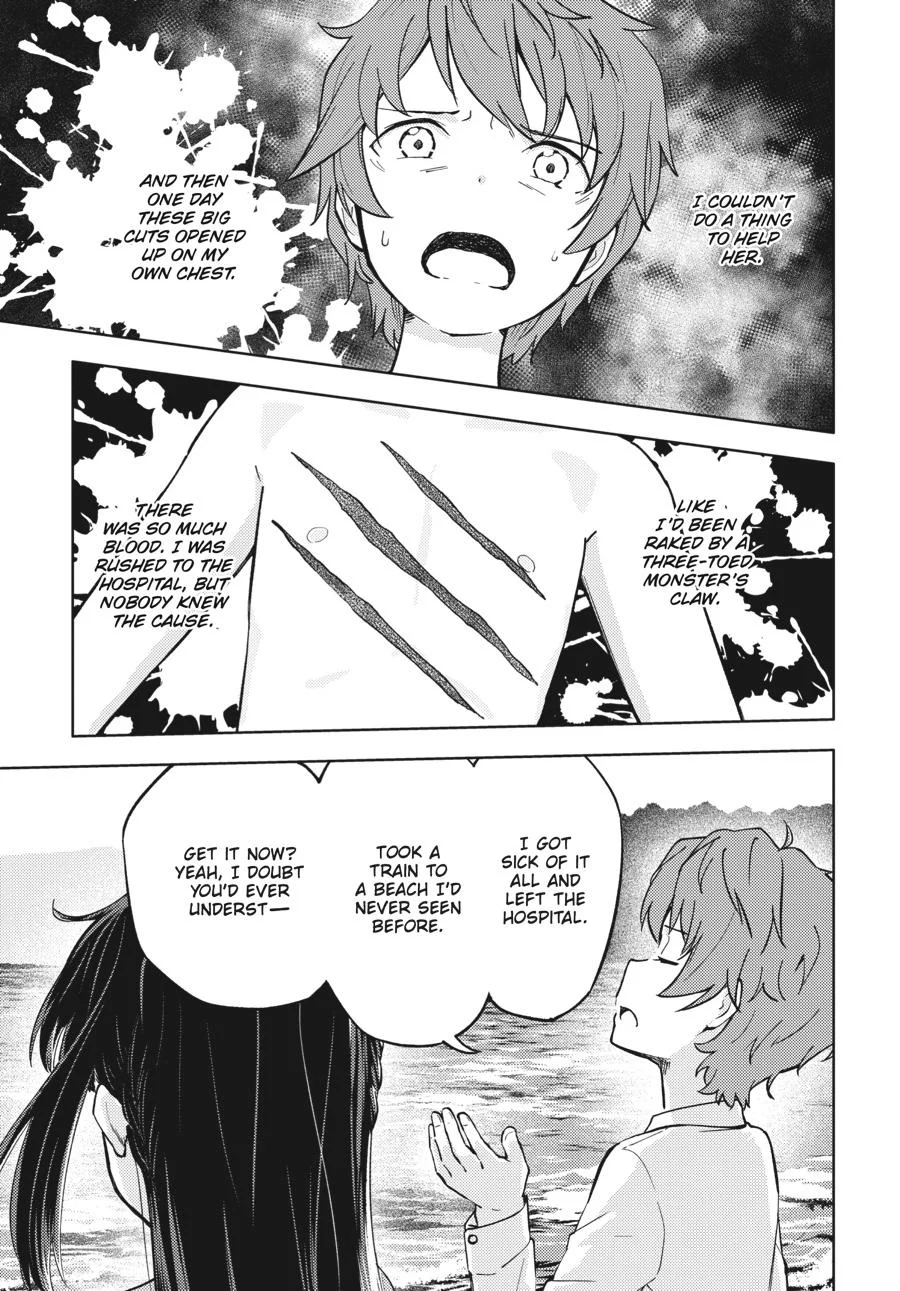 I COULDN'T
DO A THING
TO HELP
HER.
AND THEN
ONE DAY
THESE BIG
CUTS OPENED
UP ON MY
OWN CHEST.
LIKE
I'D BEEN
RAKED BY A
THREE-TOED
MONSTER'S
CLAW.
THERE
WAS SO MUCH
BLOOD. I WAS
RUSHED TO THE
HOSPITAL, BUT
NOBODY KNEW
THE CAUSE.
I GOT
SICK OF IT
ALL AND
LEFT THE
HOSPITAL.
TOOK A
TRAIN TO
A BEACH I'D
NEVER SEEN
BEFORE.
GET IT NOW?
YEAH, I DOUBT
YOU'D EVER
UNDERST—